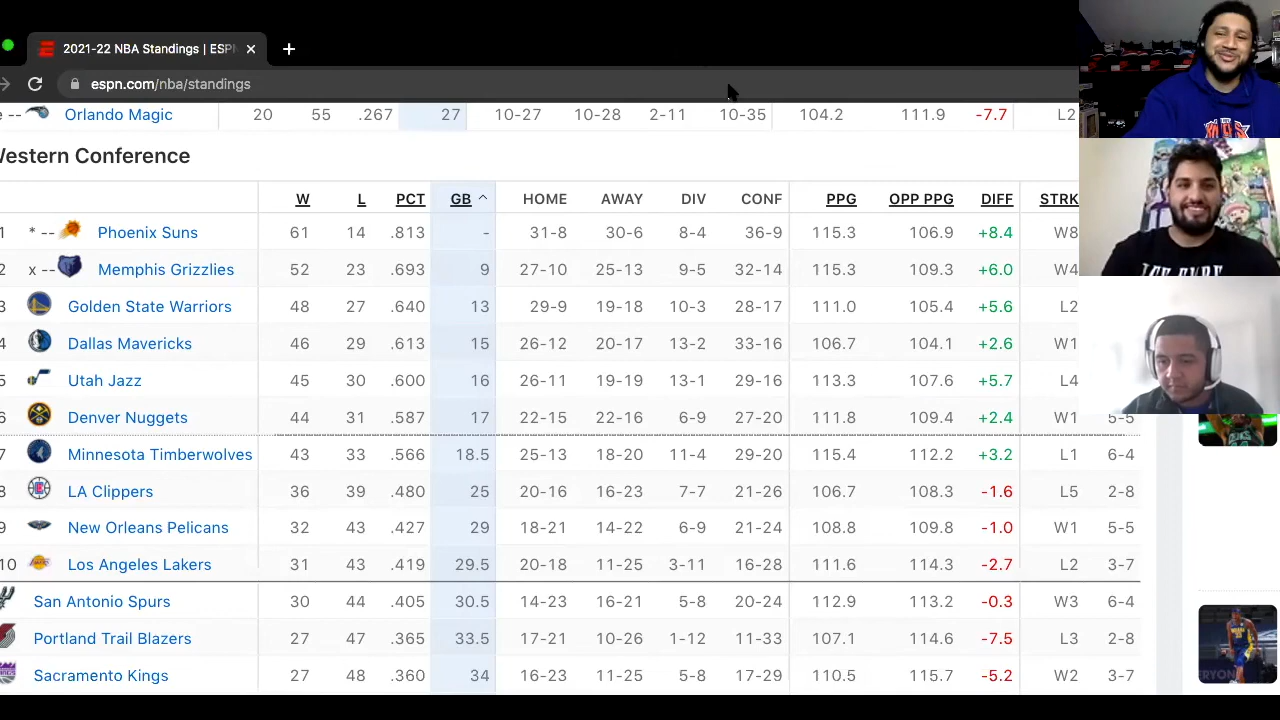 2021-22 NBA Standings | ESPN
espn.com/nba/standings
e -- Orlando Magic 20 55 .267 27 10-27 10-28 2-11 10-35 104.2 111.9 -7.7 L2
Western Conference
W L PCT GB HOME AWAY DIV CONF PPG OPP PPG DIFF STRK
1 * -- Phoenix Suns 61 14 .813 - 31-8 30-6 8-4 36-9 115.3 106.9 +8.4 W8
2 x -- Memphis Grizzlies 52 23 .693 9 27-10 25-13 9-5 32-14 115.3 109.3 +6.0 W4
3 Golden State Warriors 48 27 .640 13 29-9 19-18 10-3 28-17 111.0 105.4 +5.6 L2
4 Dallas Mavericks 46 29 .613 15 26-12 20-17 13-2 33-16 106.7 104.1 +2.6 W1
5 Utah Jazz 45 30 .600 16 26-11 19-19 13-1 29-16 113.3 107.6 +5.7 L4
6 Denver Nuggets 44 31 .587 17 22-15 22-16 6-9 27-20 111.8 109.4 +2.4 W1 5-5
7 Minnesota Timberwolves 43 33 .566 18.5 25-13 18-20 11-4 29-20 115.4 112.2 +3.2 L1 6-4
8 LA Clippers 36 39 .480 25 20-16 16-23 7-7 21-26 106.7 108.3 -1.6 L5 2-8
9 New Orleans Pelicans 32 43 .427 29 18-21 14-22 6-9 21-24 108.8 109.8 -1.0 W1 5-5
10 Los Angeles Lakers 31 43 .419 29.5 20-18 11-25 3-11 16-28 111.6 114.3 -2.7 L2 3-7
San Antonio Spurs 30 44 .405 30.5 14-23 16-21 5-8 20-24 112.9 113.2 -0.3 W3 6-4
Portland Trail Blazers 27 47 .365 33.5 17-21 10-26 1-12 11-33 107.1 114.6 -7.5 L3 2-8
Sacramento Kings 27 48 .360 34 16-23 11-25 5-8 17-29 110.5 115.7 -5.2 W2 3-7